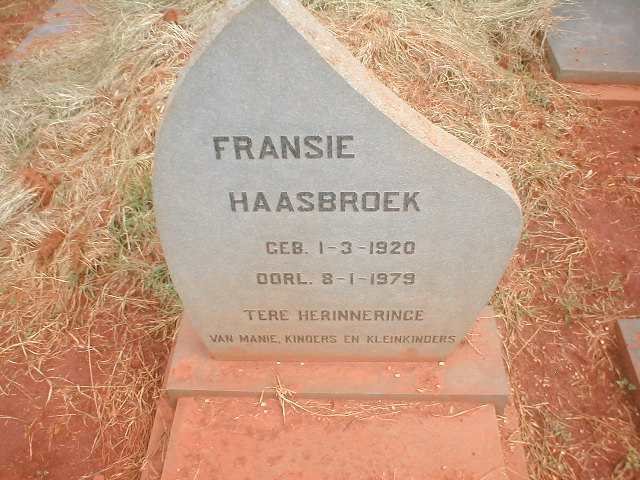 FRANSIE
HAASBROEK
GEB. 1-3-1920
OORL. 8-1-1979
TERE HERINNERINGE
VAN MANIE, KINDERS EN KLEINKINDERS